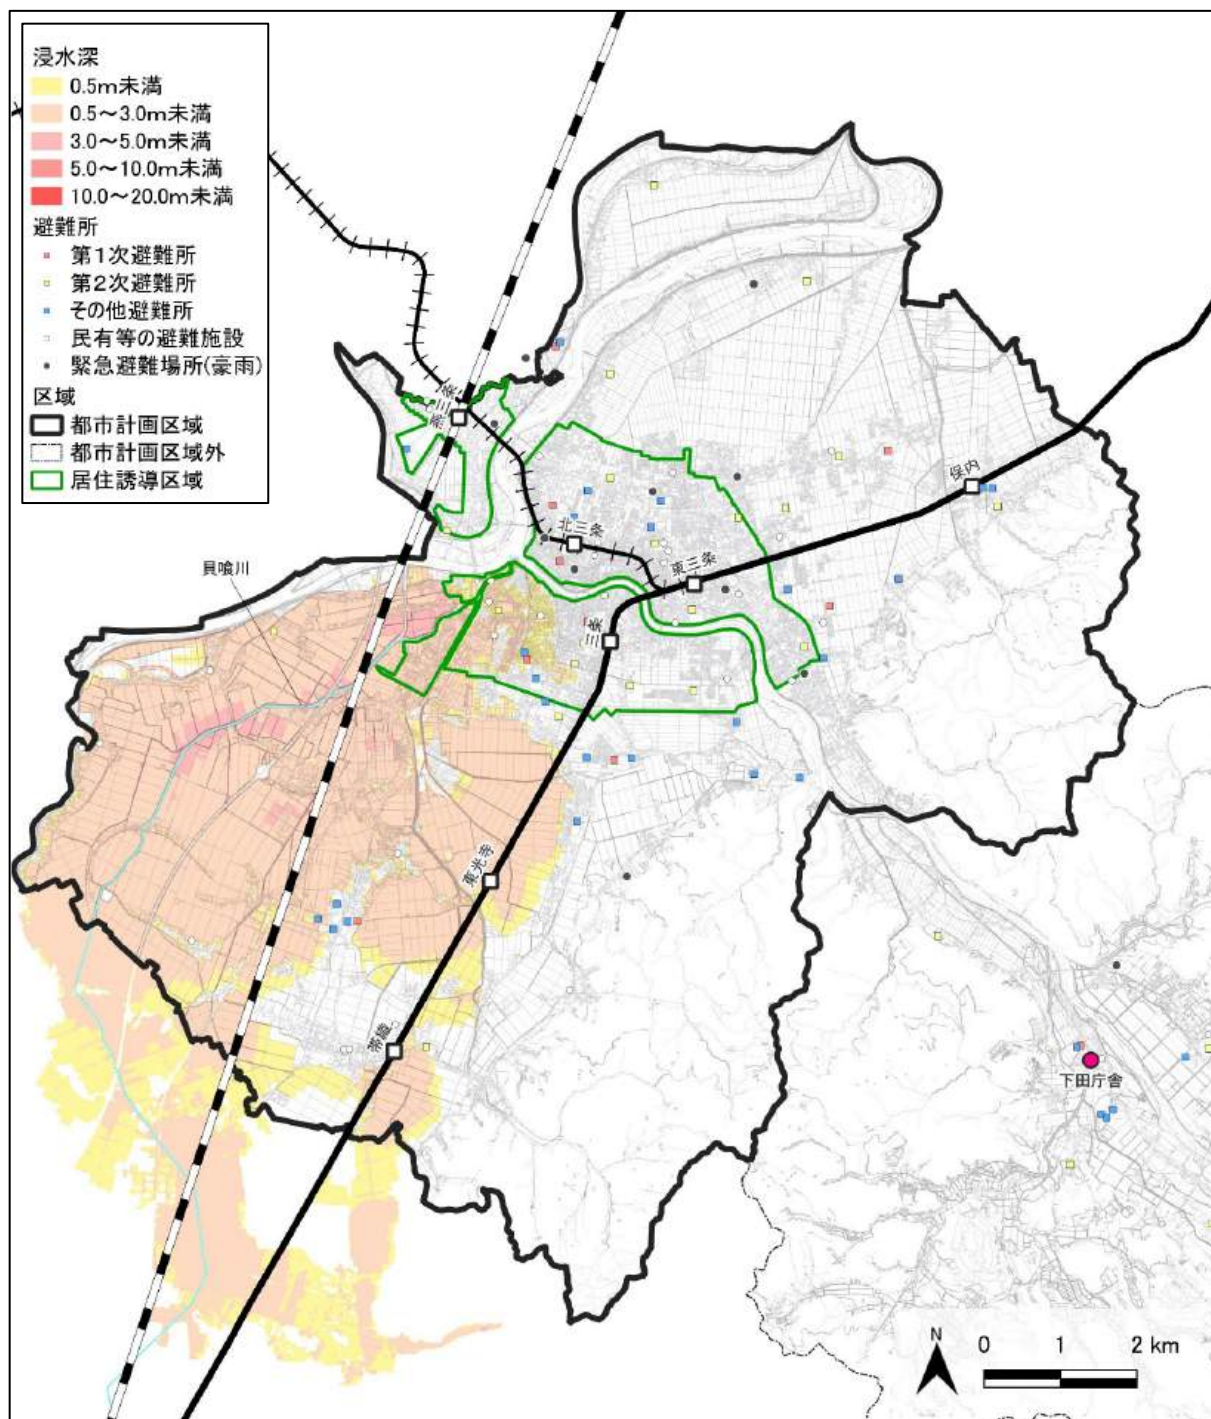 浸水深
0.5m未満
0.5～3.0m未満
3.0～5.0m未満
5.0～10.0m未満
10.0～20.0m未満
避難所
第1次避難所
第2次避難所
その他避難所
民有等の避難施設
緊急避難場所(豪雨)
区域
都市計画区域
都市計画区域外
居住誘導区域
燕三条
保内
北三条
東三条
貝喰川
三条
東光寺
帯織
下田庁舎
N
0 1 2 km